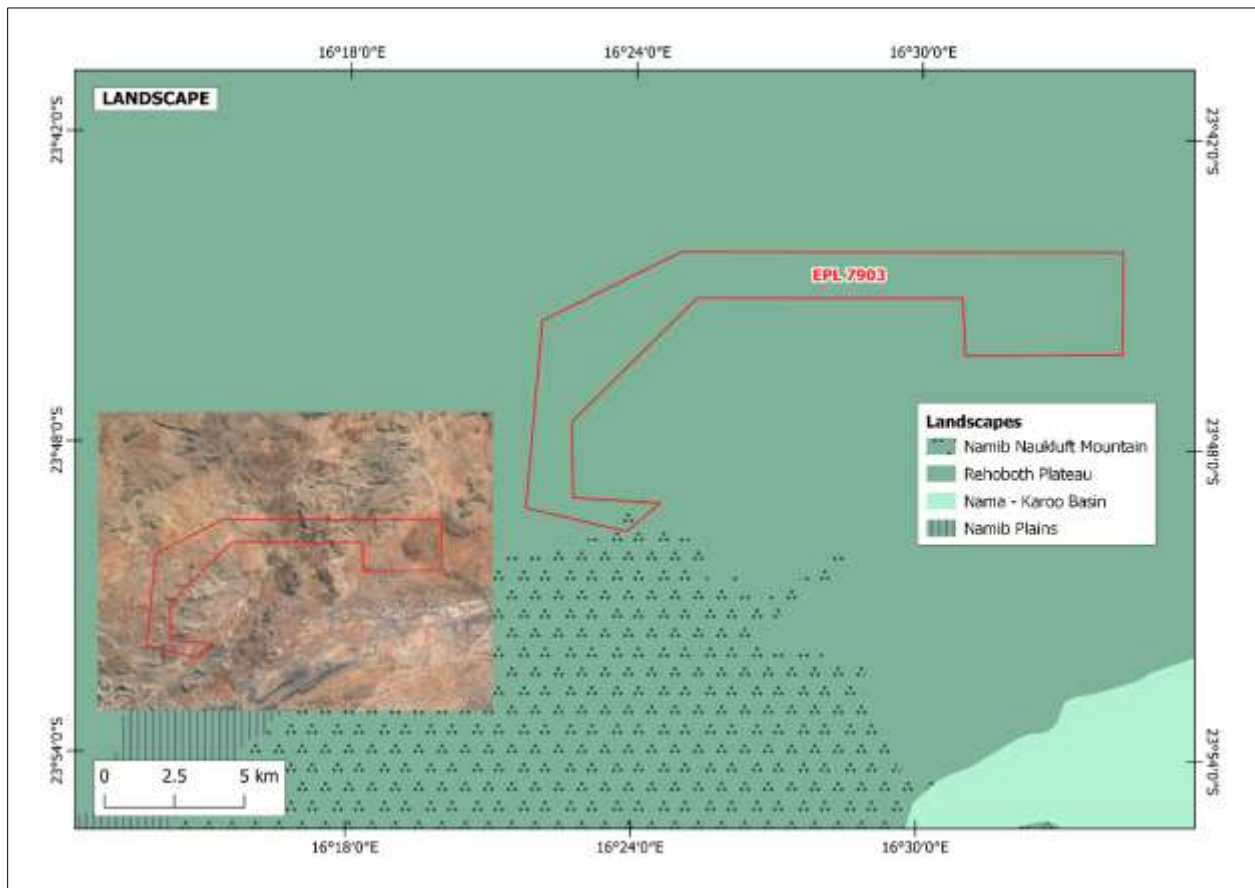 16°18'0"E 16°24'0"E 16°30'0"E
LANDSCAPE
23°42'0"S 23°42'0"S
EPL 7903
23°48'0"S 23°48'0"S
Landscapes
Namib Naukluft Mountain
Rehoboth Plateau
Nama - Karoo Basin
Namib Plains
23°54'0"S 23°54'0"S
0 2.5 5 km
16°18'0"E 16°24'0"E 16°30'0"E